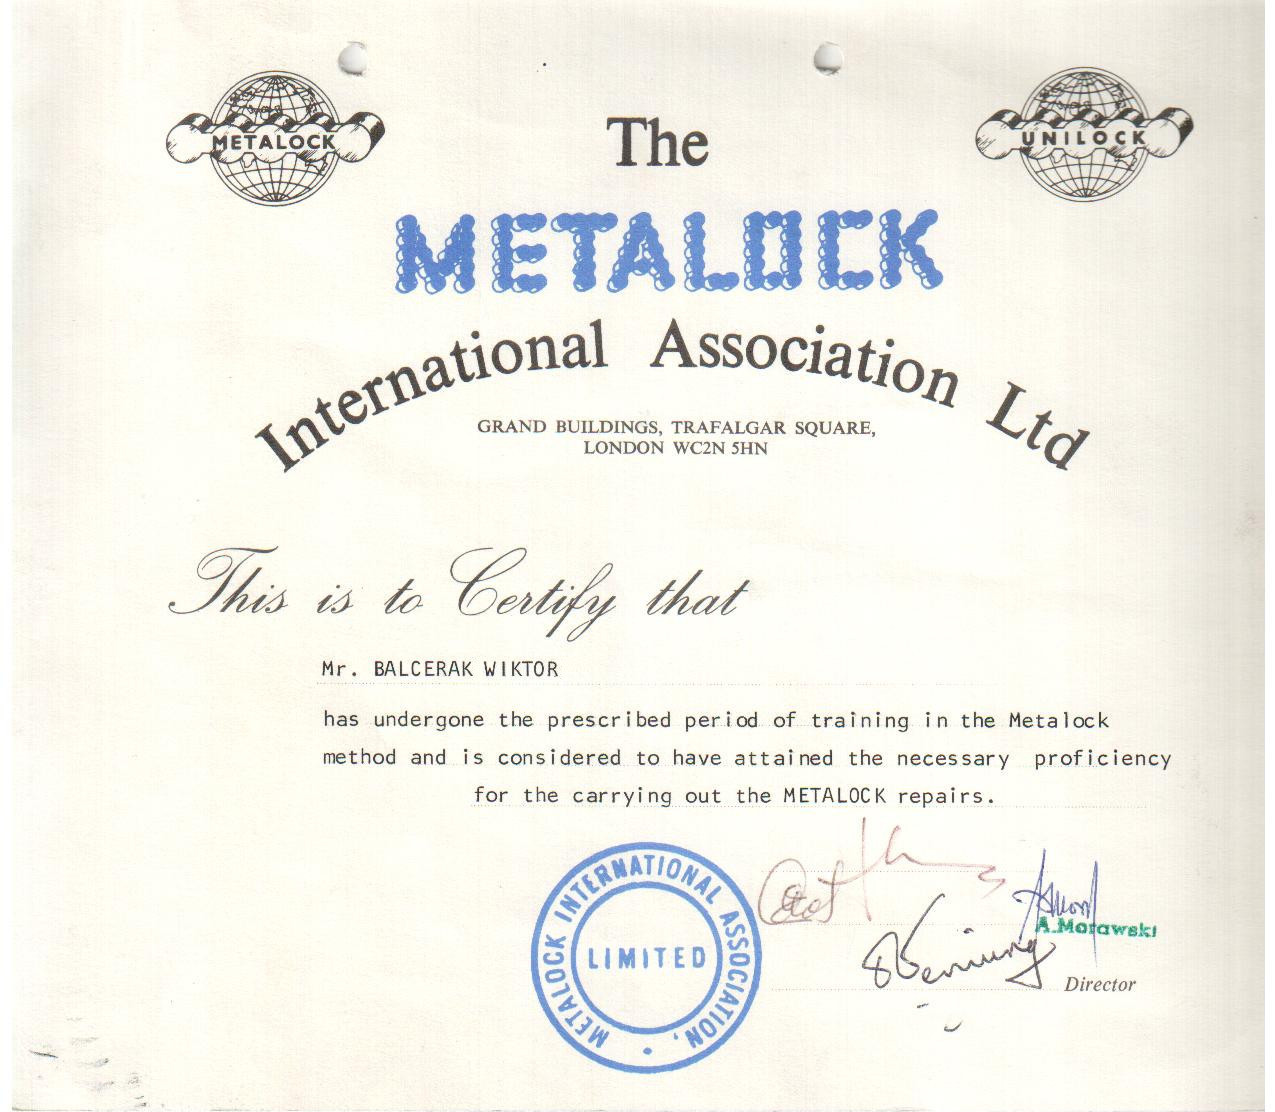 METALOCK
UNILOCK
The
METALOCK
International Association Ltd
GRAND BUILDINGS, TRAFALGAR SQUARE,
LONDON WC2N 5HN
This is to Certify that
Mr. BALCERAK WIKTOR
has undergone the prescribed period of training in the Metalock
method and is considered to have attained the necessary proficiency
for the carrying out the METALOCK repairs.
METALOCK INTERNATIONAL ASSOCIATION,
LIMITED
A.Morawski
Director